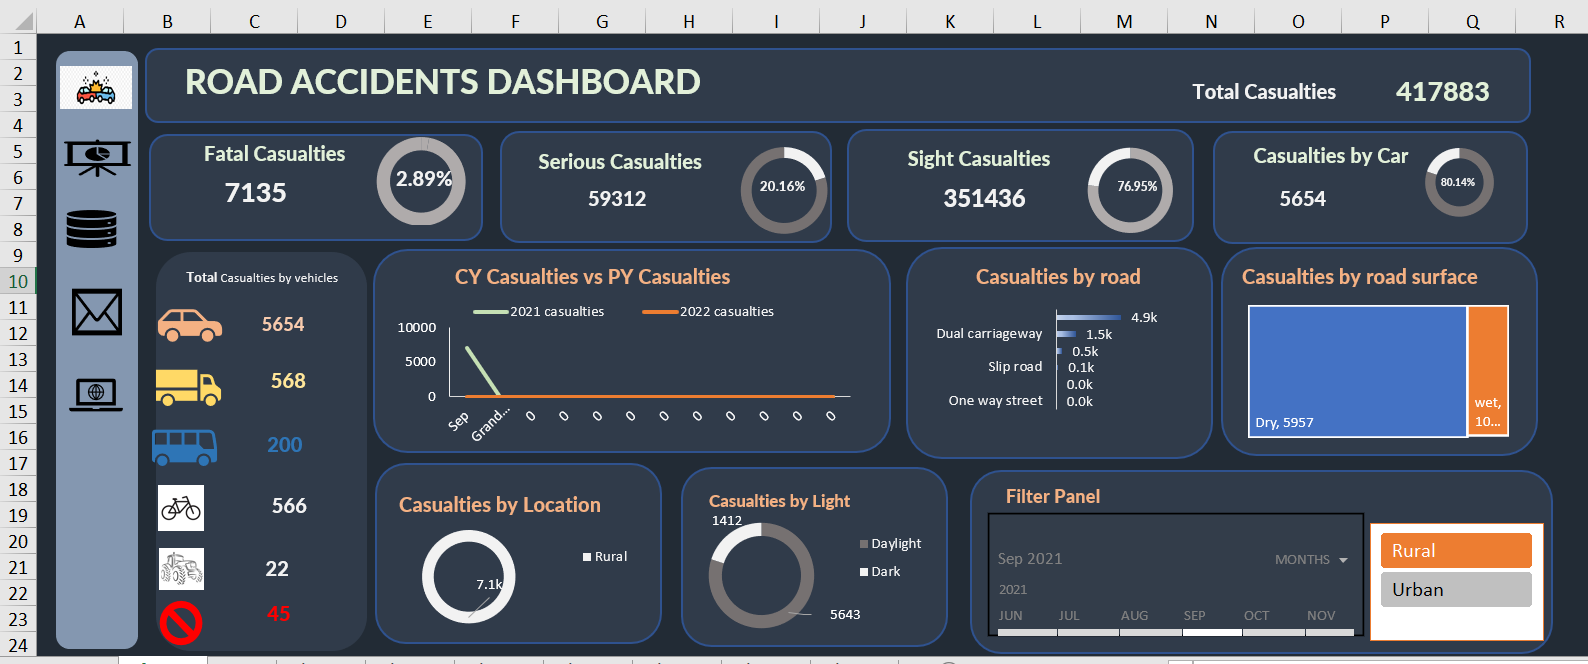 A B C D E F G H I J K L M N O P Q R
1
2
3
4
5
6
7
8
9
10
11
12
13
14
15
16
17
18
19
20
21
22
23
24
ROAD ACCIDENTS DASHBOARD
Total Casualties 417883
Fatal Casualties
7135
2.89%
Serious Casualties
59312
20.16%
Sight Casualties
351436
76.95%
Casualties by Car
5654
80.14%
Total Casualties by vehicles
5654
568
200
566
22
45
CY Casualties vs PY Casualties
2021 casualties 2022 casualties
10000
5000
0
Sep Grand... 0 0 0 0 0 0 0 0 0 0
Casualties by road
4.9k
Dual carriageway 1.5k
0.5k
Slip road 0.1k
0.0k
One way street 0.0k
Casualties by road surface
Dry, 5957
wet,
10...
Casualties by Location
Rural
7.1k
Casualties by Light
1412
Daylight
Dark
5643
Filter Panel
Sep 2021 MONTHS
2021
JUN JUL AUG SEP OCT NOV
Rural
Urban